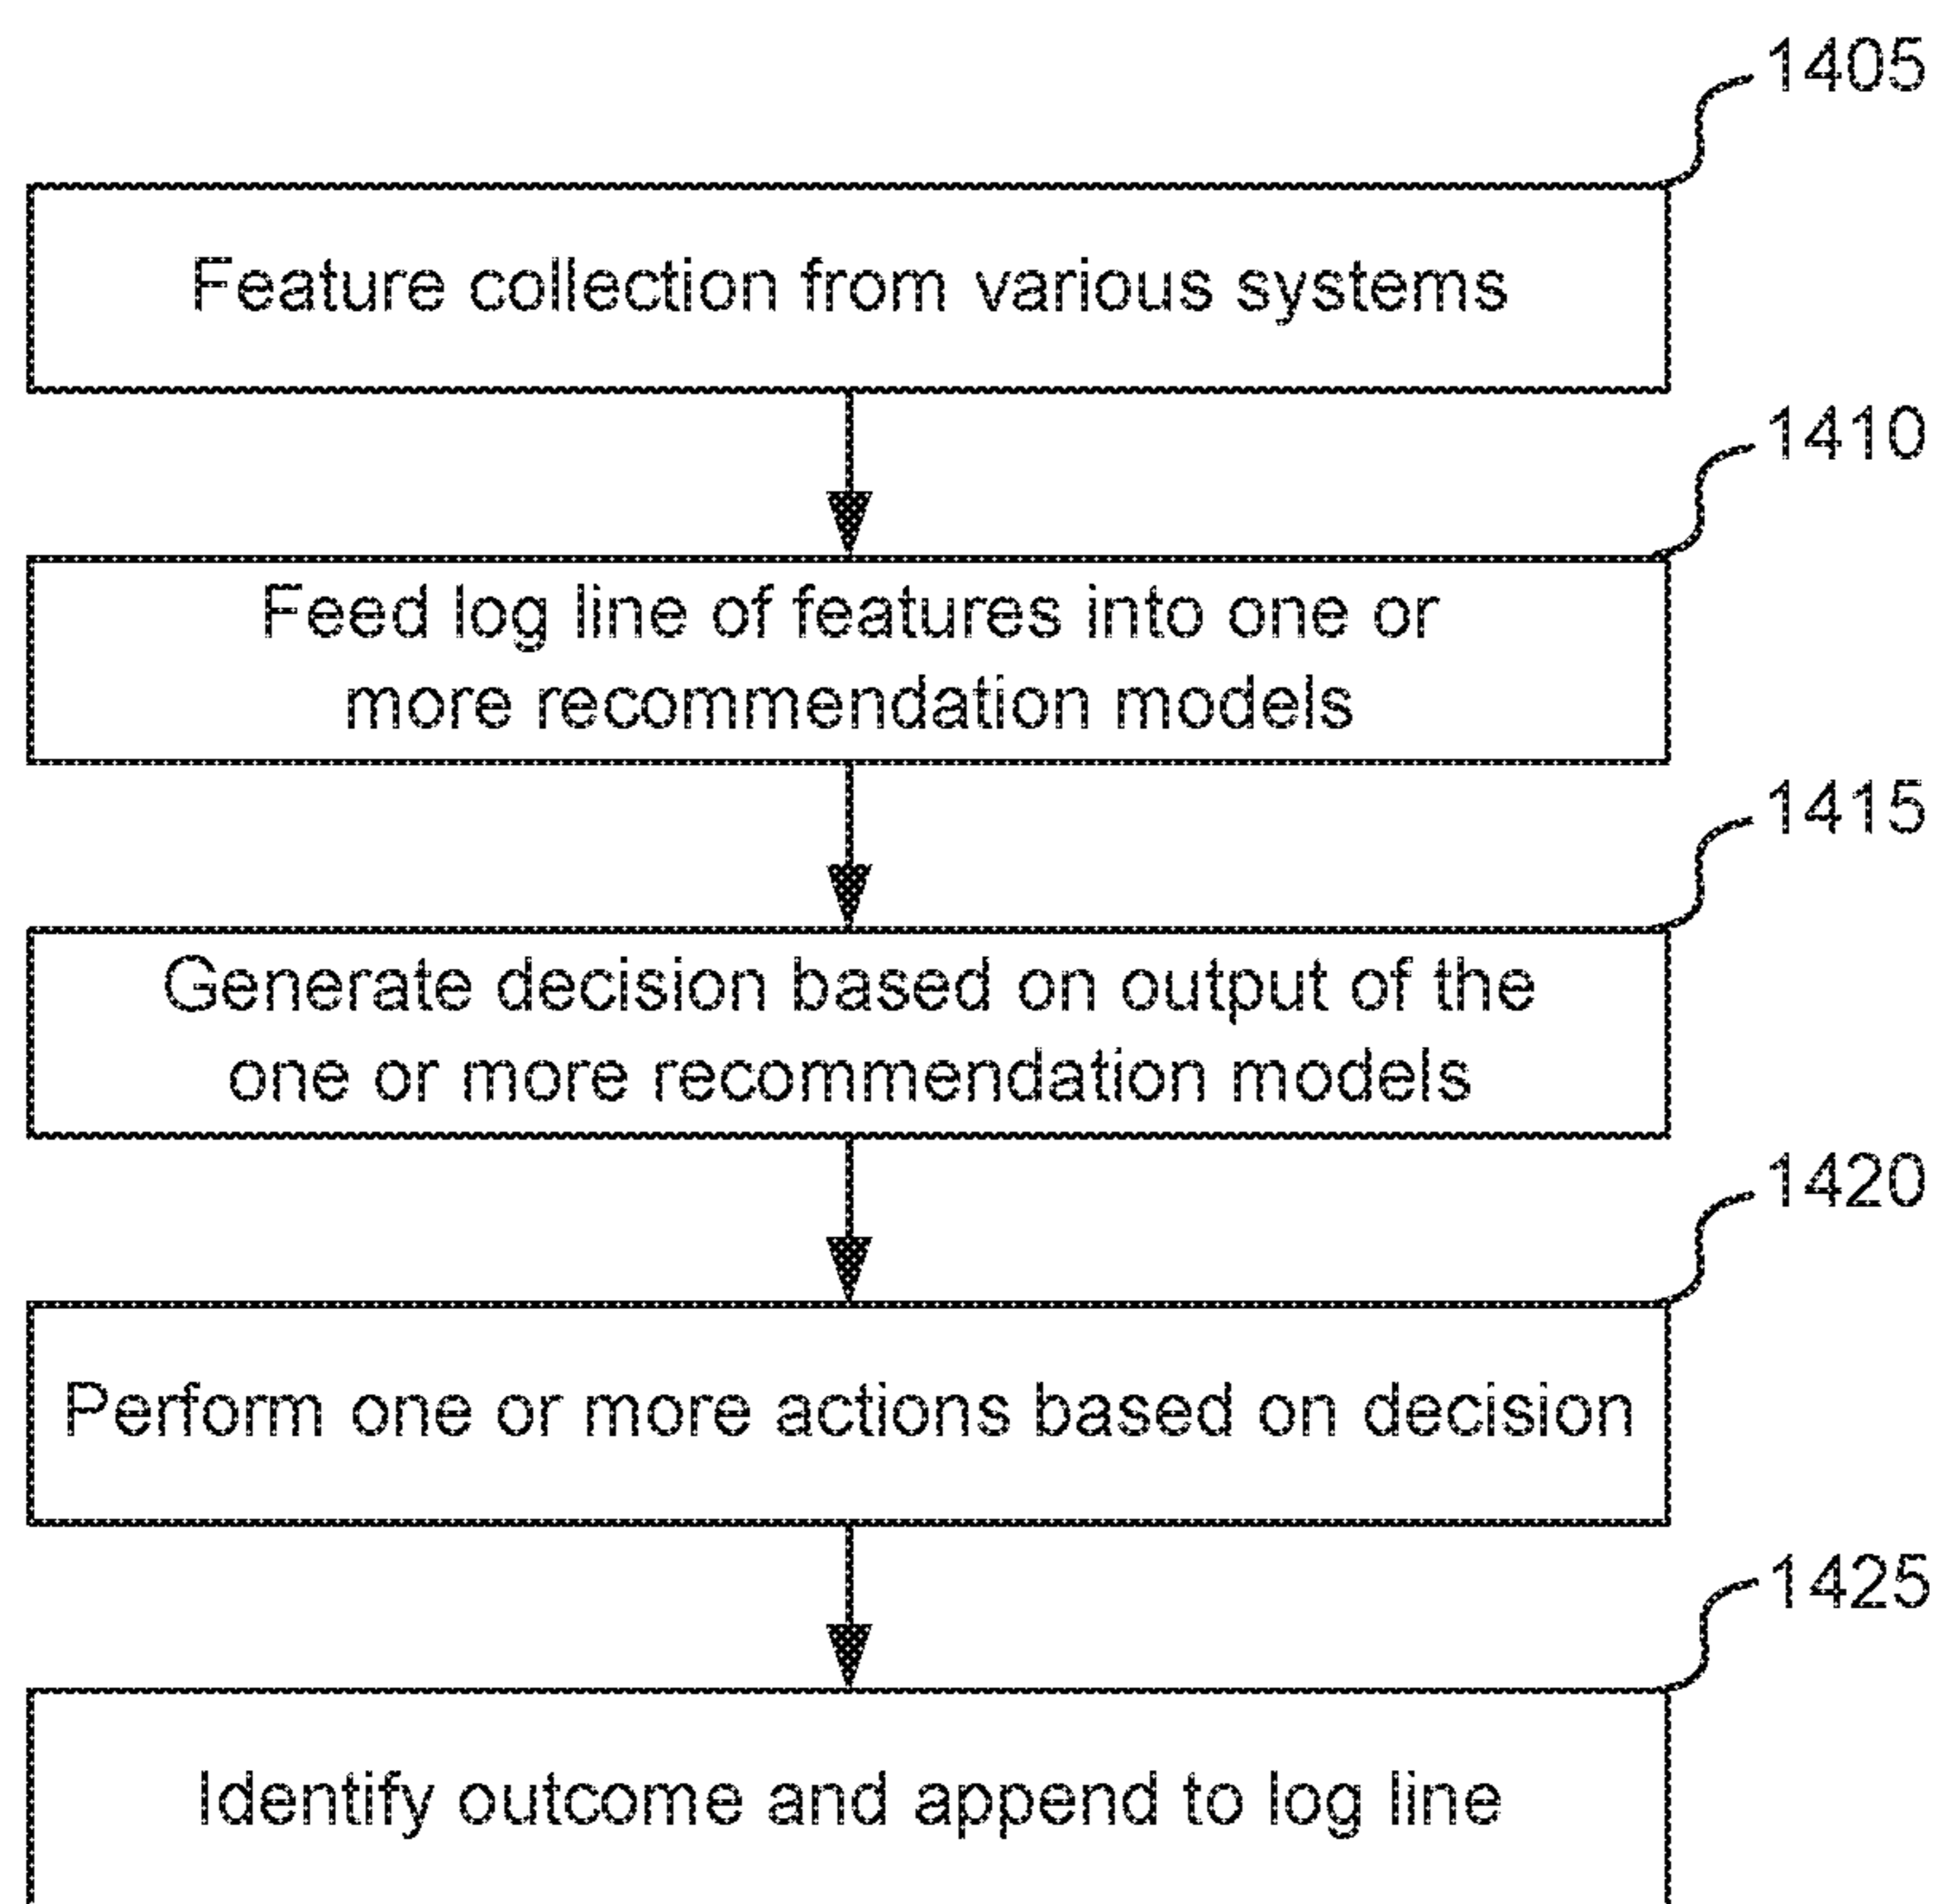 1405
Feature collection from various systems
1410
Feed log line of features into one or
more recommendation models
1415
Generate decision based on output of the
one or more recommendation models
1420
Perform one or more actions based on decision
1425
Identify outcome and append to log line